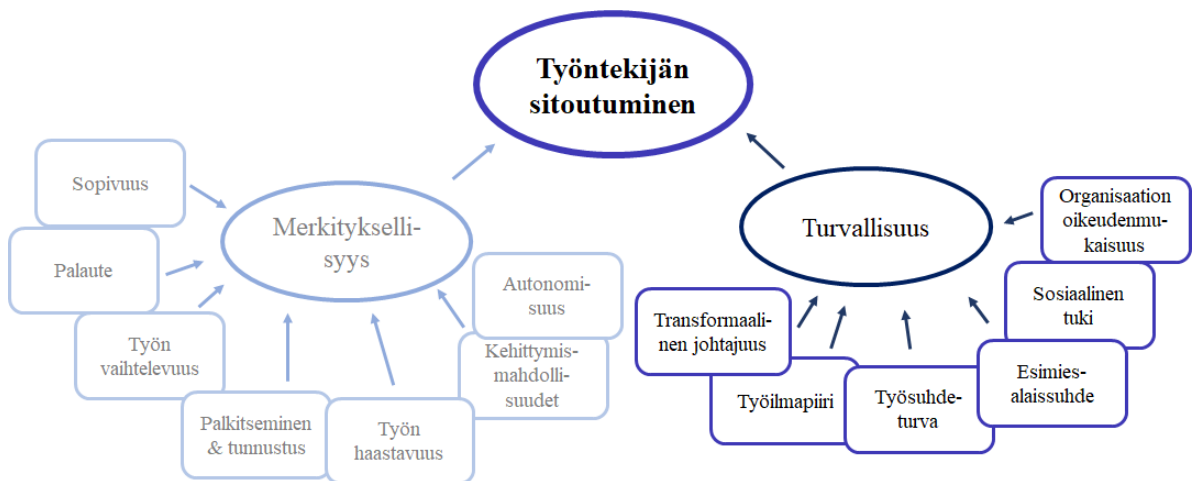 Työntekijän
sitoutuminen
Merkitykselli-
syys
Sopivuus
Palaute
Työn
vaihtelevuus
Palkitseminen
& tunnustus
Työn
haastavuus
Kehittymis-
mahdolli-
suudet
Autonomi-
suus
Turvallisuus
Transformaali-
nen johtajuus
Työilmapiiri
Työsuhde-
turva
Esimies-
alaissuhde
Sosiaalinen
tuki
Organisaation
oikeudenmu-
kaisuus